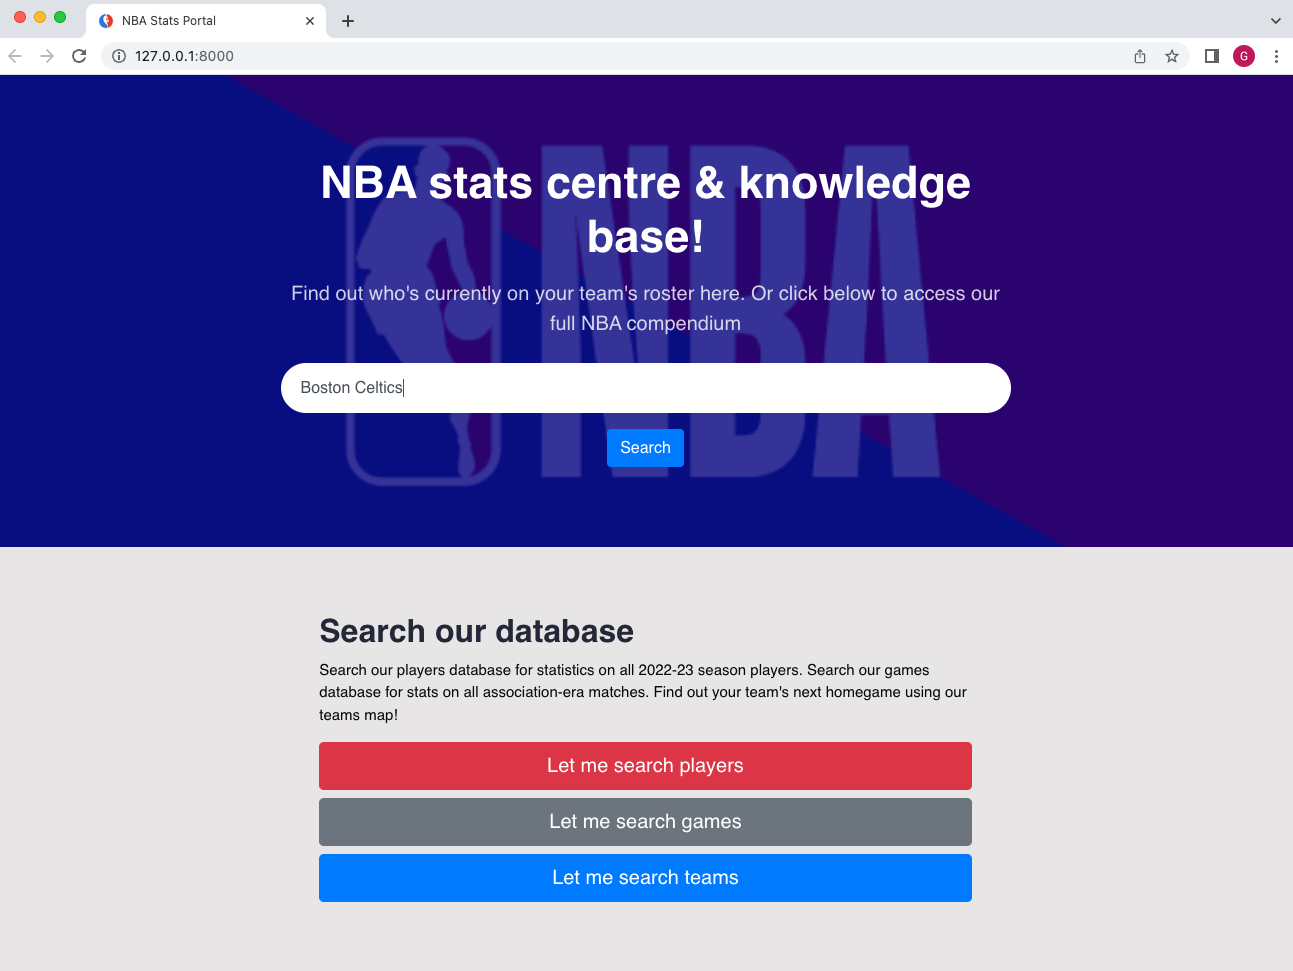 NBA Stats Portal
127.0.0.1:8000
G
NBA
NBA stats centre & knowledge
base!
Find out who's currently on your team's roster here. Or click below to access our
full NBA compendium
Boston Celtics
Search
Search our database
Search our players database for statistics on all 2022-23 season players. Search our games
database for stats on all association-era matches. Find out your team's next homegame using our
teams map!
Let me search players
Let me search games
Let me search teams